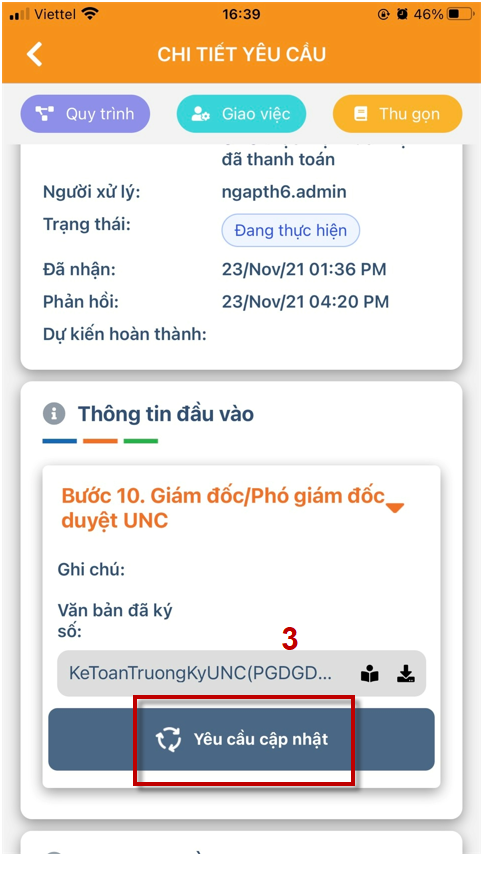 Viettel 16:39 46%
CHI TIẾT YÊU CẦU
Quy trình Giao việc Thu gọn
đã thanh toán
Người xử lý: ngapth6.admin
Trạng thái: Đang thực hiện
Đã nhận: 23/Nov/21 01:36 PM
Phản hồi: 23/Nov/21 04:20 PM
Dự kiến hoàn thành:
Thông tin đầu vào
Bước 10. Giám đốc/Phó giám đốc
duyệt UNC
Ghi chú:
Văn bản đã ký
số:
3
KeToanTruongKyUNC(PGDGD...
Yêu cầu cập nhật